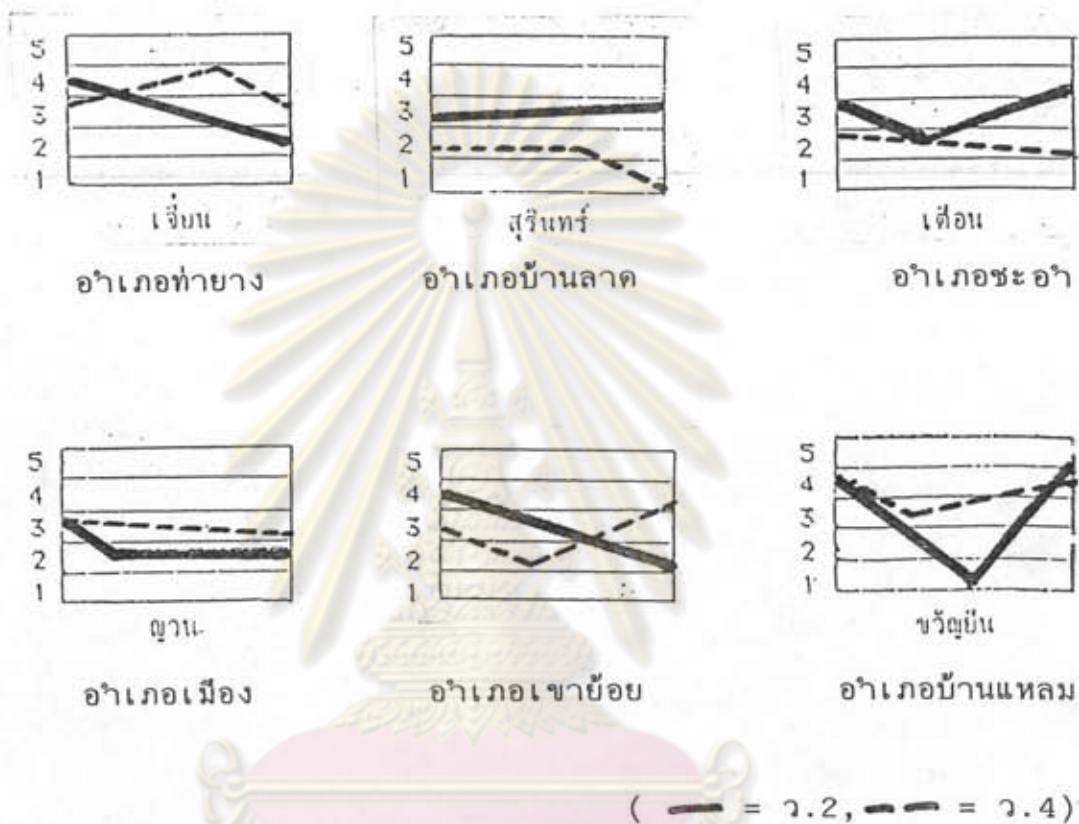 5 5 5
4 4 4
3 3 3
2 2 2
1 1 1
เจี๋ยน สุรินทร์ เตือน
อำเภอท่ายาง อำเภอบ้านลาด อำเภอชะอำ
5 5 5
4 4 4
3 3 3
2 2 2
1 1 1
ญวน ขวัญยืน
อำเภอเมือง อำเภอเขาย้อย อำเภอบ้านแหลม
( = ว.2, = ว.4)